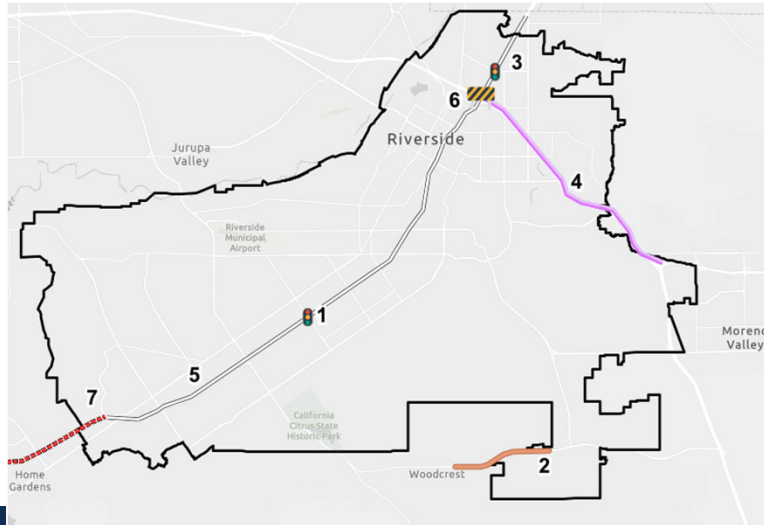 3
6
Riverside
Jurupa
Valley
4
Riverside
Municipal
Airport
1
Moreno
Valley
5
7
California
Citrus State
Historic Park
Home
Gardens
Woodcrest
2